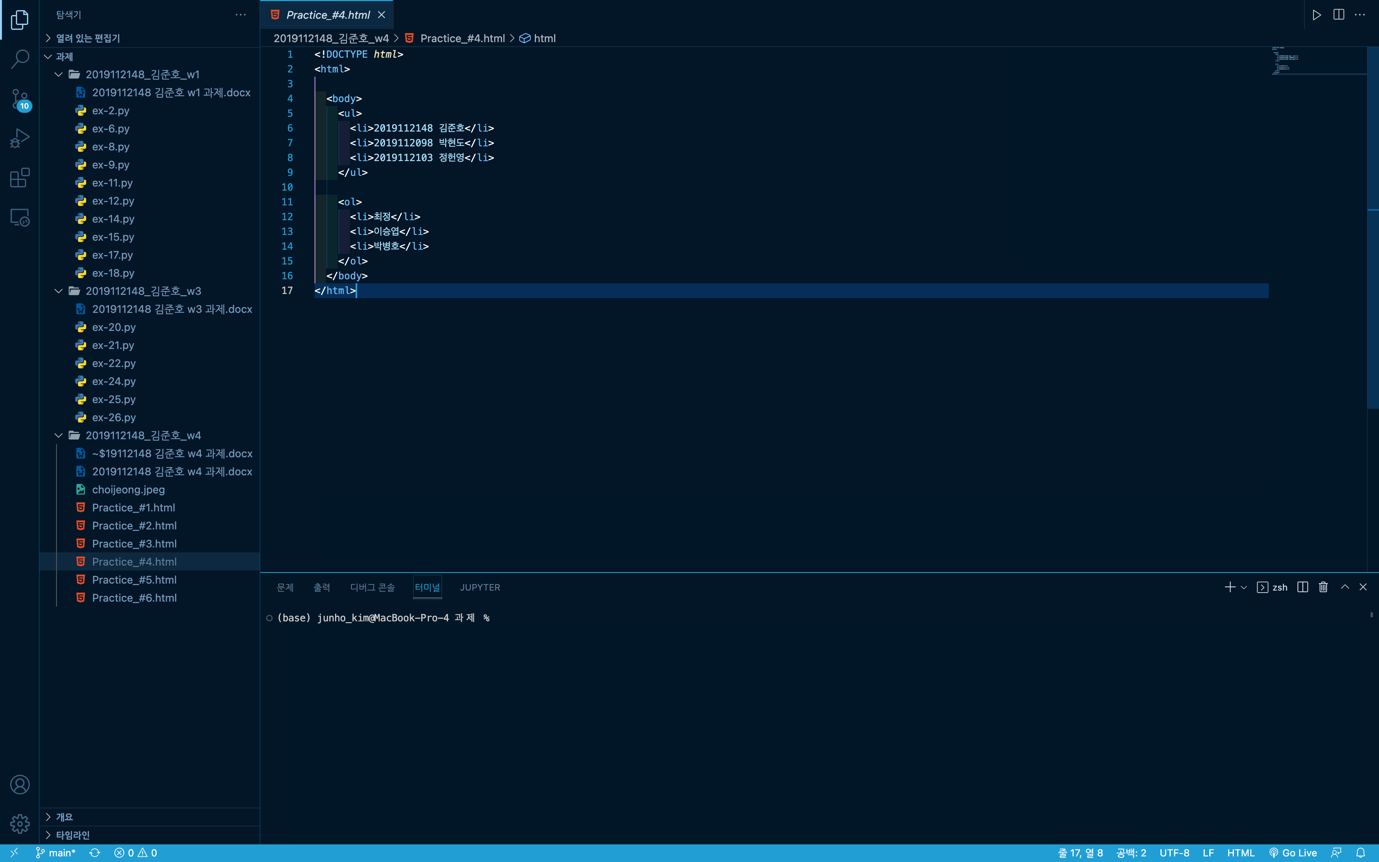 탐색기
열려 있는 편집기
과제
2019112148_김준호_w1
2019112148 김준호 w1 과제.docx
ex-2.py
ex-6.py
ex-8.py
ex-9.py
ex-11.py
ex-12.py
ex-14.py
ex-15.py
ex-17.py
ex-18.py
2019112148_김준호_w3
2019112148 김준호 w3 과제.docx
ex-20.py
ex-21.py
ex-22.py
ex-24.py
ex-25.py
ex-26.py
2019112148_김준호_w4
~$19112148 김준호 w4 과제.docx
2019112148 김준호 w4 과제.docx
choijeong.jpeg
Practice_#1.html
Practice_#2.html
Practice_#3.html
Practice_#4.html
Practice_#5.html
Practice_#6.html
개요
타임라인
10
Practice_#4.html
2019112148_김준호_w4 > Practice_#4.html > html
1 <!DOCTYPE html>
2 <html>
3
4 <body>
5 <ul>
6 <li>2019112148 김준호</li>
7 <li>2019112098 박현도</li>
8 <li>2019112103 정헌영</li>
9 </ul>
10
11 <ol>
12 <li>최정</li>
13 <li>이승엽</li>
14 <li>박병호</li>
15 </ol>
16 </body>
17 </html>
문제 출력 디버그 콘솔 터미널 JUPYTER zsh
(base) junho_kim@MacBook-Pro-4 과제 %
main* 0 0 줄 17, 열 8 공백: 2 UTF-8 LF HTML Go Live